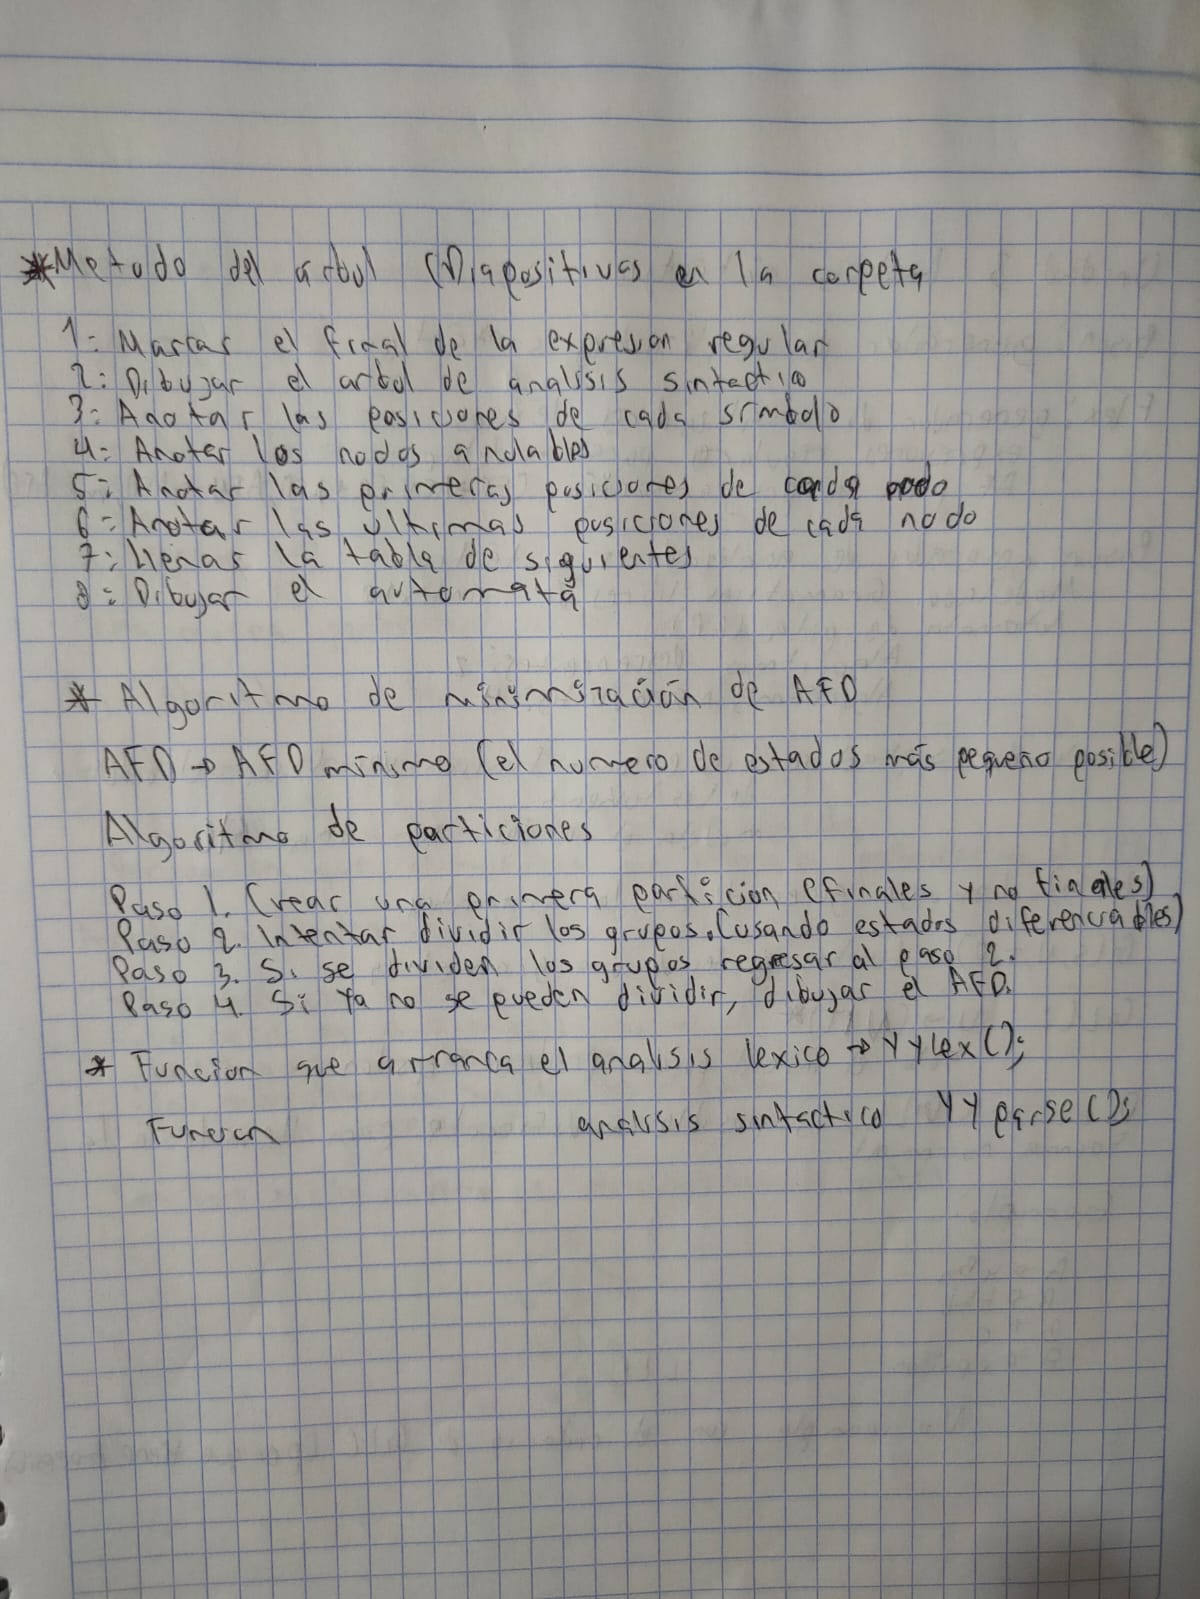 *Metodo del arbol (Diapositivas en la carpeta
1: Marcar el final de la expresion regular
2: Dibujar el arbol de analisis sintactico
3: Anotar las posiciones de cada simbolo
4: Anotar los nodos anulables
5: Anotar las primeras posiciones de cada nodo
6: Anotar las ultimas posiciones de cada nodo
7: Llenar la tabla de siguientes
8: Dibujar el automata
* Algoritmo de minimización de AFD
AFD → AFD minimo (el numero de estados más pequeño posible)
Algoritmo de particiones
Paso 1. Crear una primera partición (finales y no finales)
Paso 2. Intentar dividir los grupos. (usando estados diferenciables)
Paso 3. Si se dividen los grupos regresar al paso 2.
Paso 4. Si ya no se pueden dividir, dibujar el AFD.
* Funcion que arranca el analisis lexico → YYlex();
Funcion analisis sintactico YYparse();